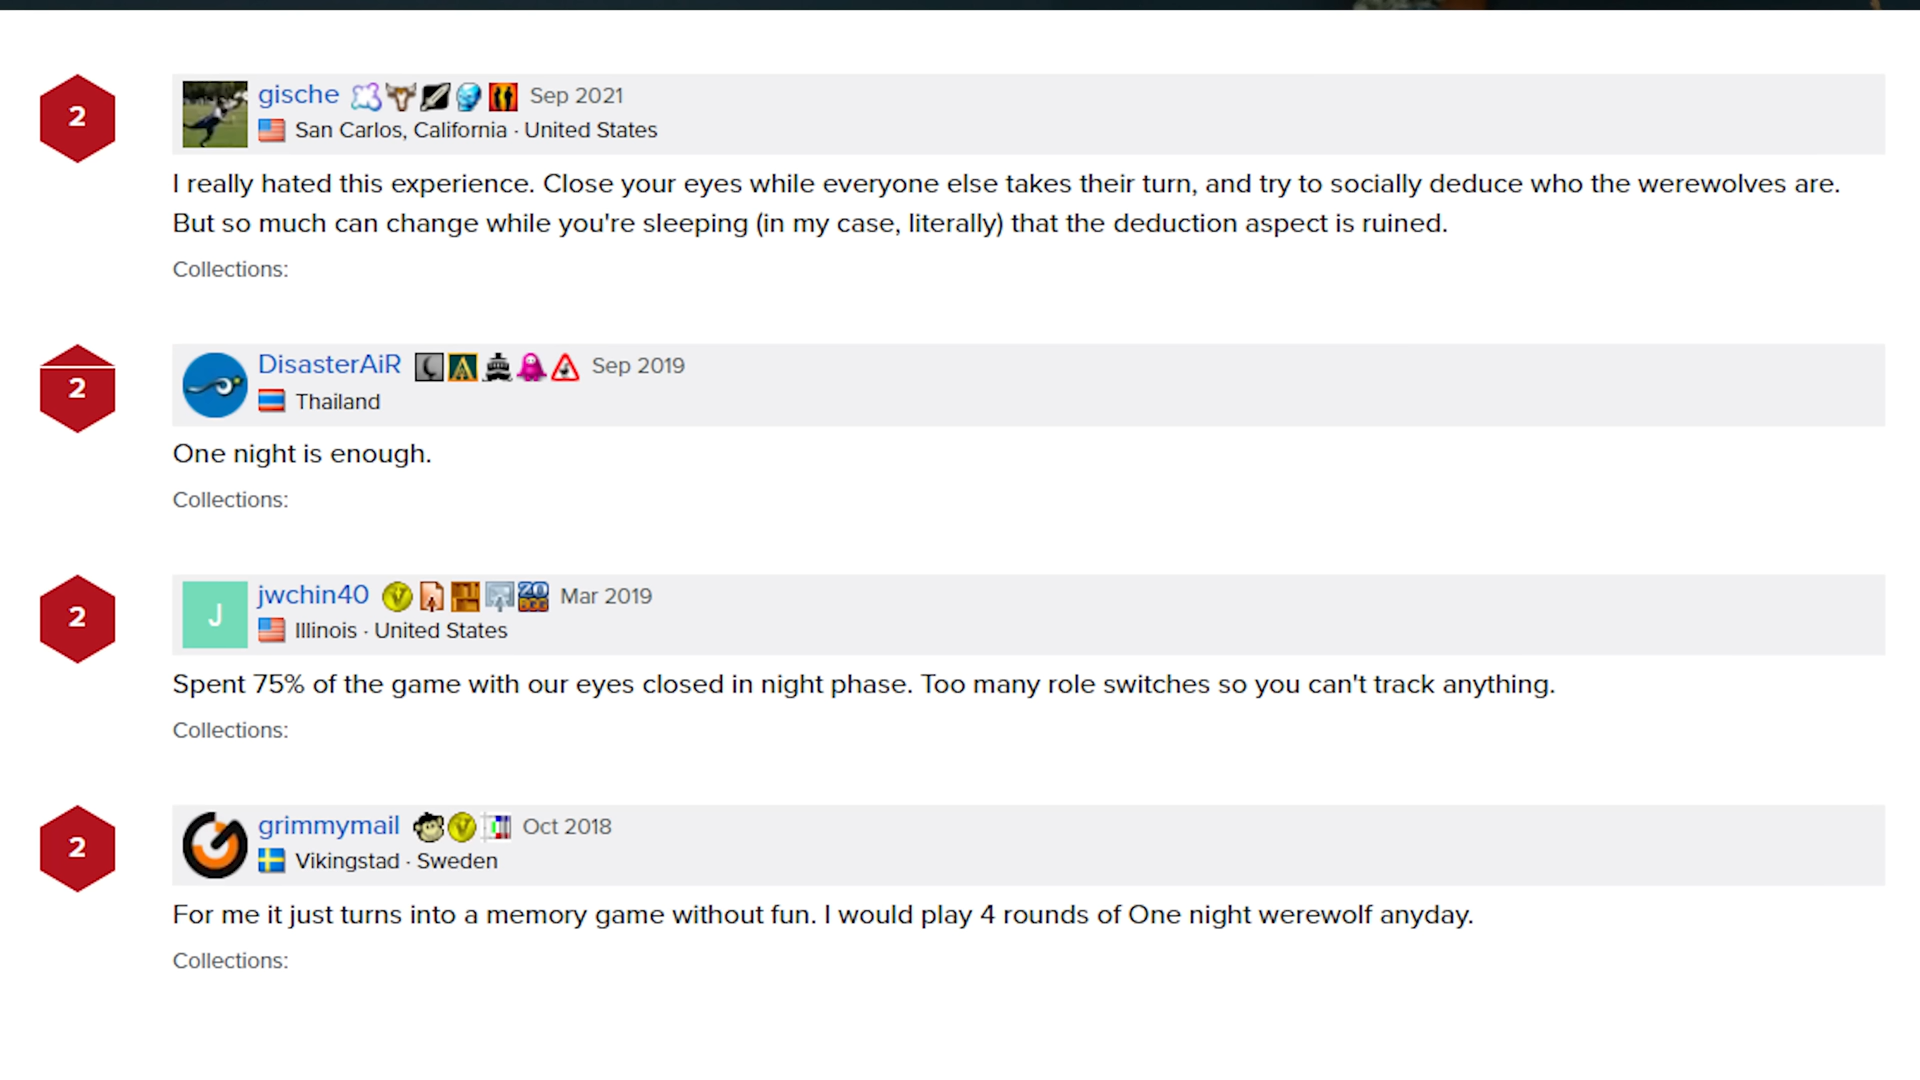 2
gische Sep 2021
San Carlos, California · United States
I really hated this experience. Close your eyes while everyone else takes their turn, and try to socially deduce who the werewolves are.
But so much can change while you're sleeping (in my case, literally) that the deduction aspect is ruined.
Collections:
2
DisasterAiR Sep 2019
Thailand
One night is enough.
Collections:
2
J
jwchin40 Mar 2019
Illinois · United States
Spent 75% of the game with our eyes closed in night phase. Too many role switches so you can't track anything.
Collections:
2
grimmymail Oct 2018
Vikingstad · Sweden
For me it just turns into a memory game without fun. I would play 4 rounds of One night werewolf anyday.
Collections: